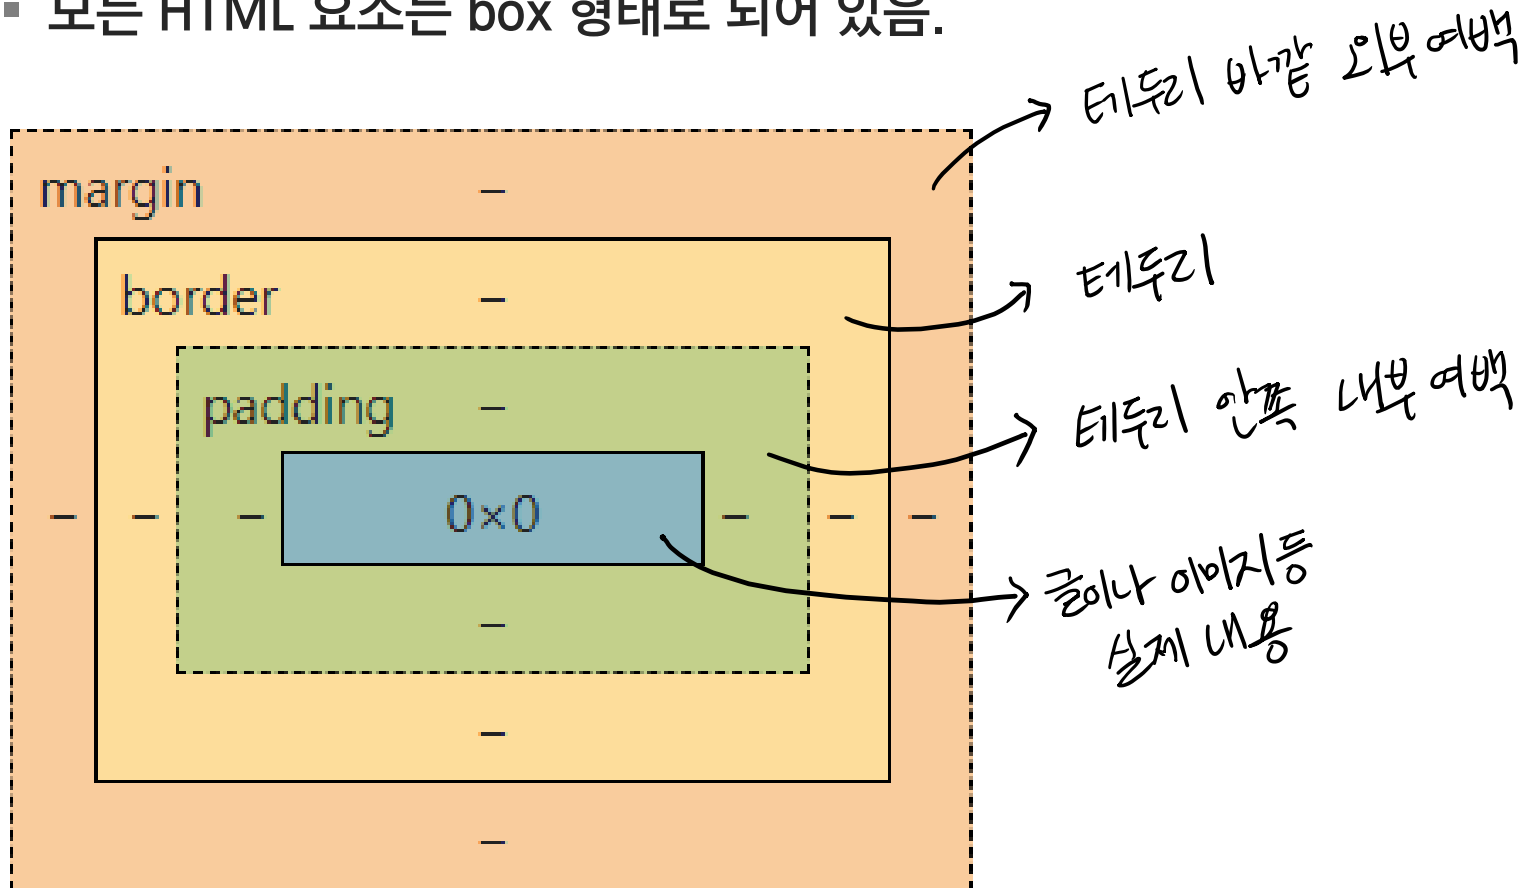 모든 HTML 요소는 box 형태로 되어 있음.
테두리 바깥 외부여백
margin –
테두리
border –
테두리 안쪽 내부 여백
padding –
– – – 0×0 – – –
글이나 이미지등
실제 내용
–
–
–